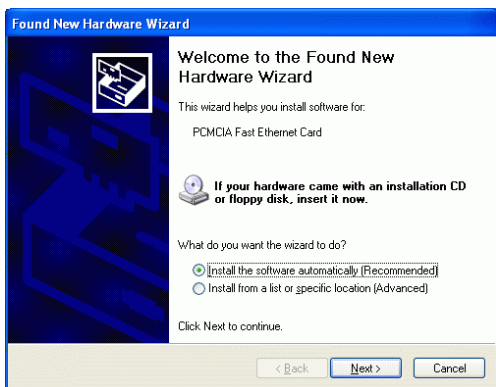 Found New Hardware Wizard
Welcome to the Found New
Hardware Wizard
This wizard helps you install software for:
PCMCIA Fast Ethernet Card
If your hardware came with an installation CD
or floppy disk, insert it now.
What do you want the wizard to do?
Install the software automatically (Recommended)
Install from a list or specific location (Advanced)
Click Next to continue.
< Back
Next >
Cancel